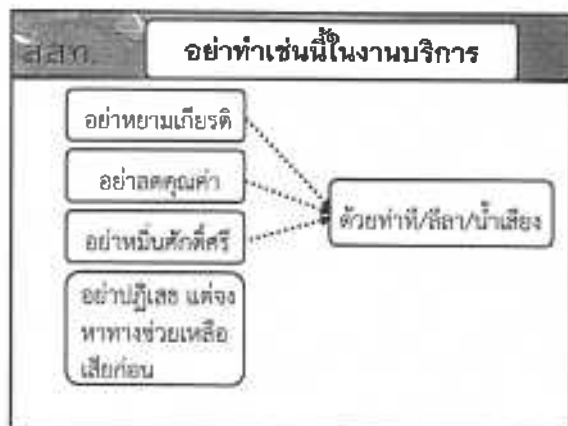 สสท.
อย่าทำเช่นนี้ในงานบริการ
อย่าหยามเกียรติ
อย่าลดคุณค่า
อย่าหมิ่นศักดิ์ศรี
ด้วยท่าที/ลีลา/น้ำเสียง
อย่าปฏิเสธ แต่จง
หาทางช่วยเหลือ
เสียก่อน